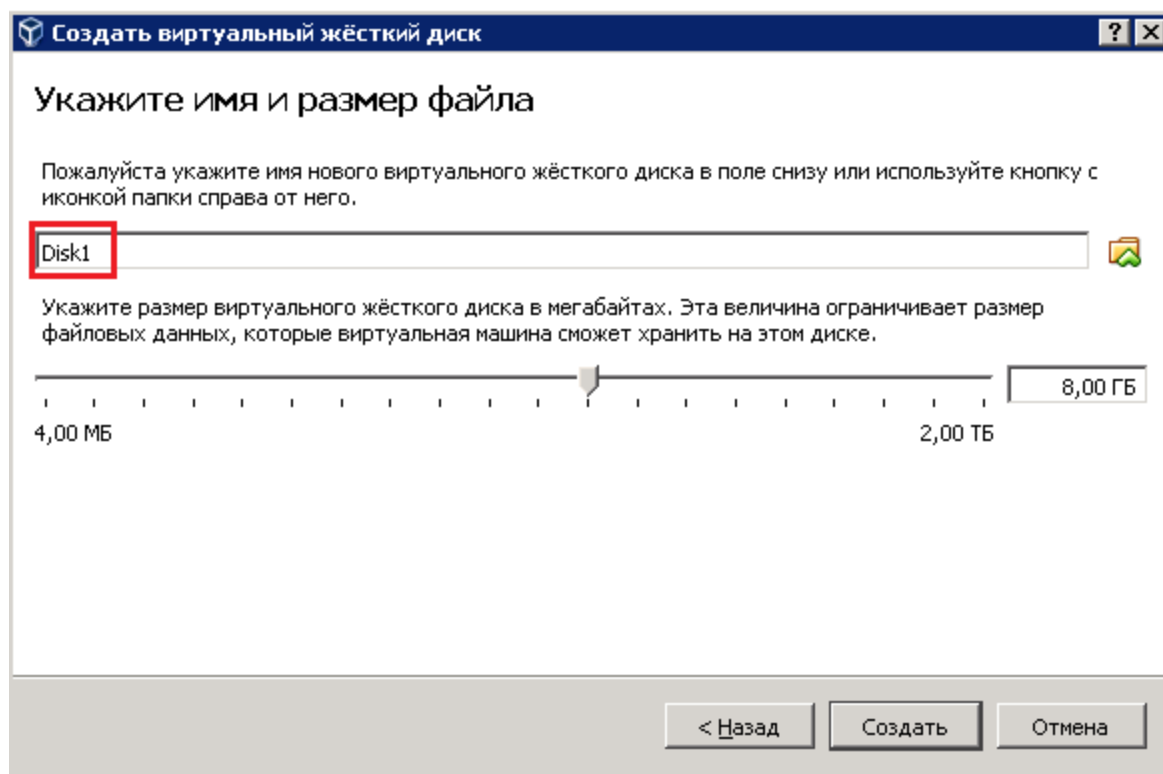 Создать виртуальный жёсткий диск
Укажите имя и размер файла
Пожалуйста укажите имя нового виртуального жёсткого диска в поле снизу или используйте кнопку с
иконкой папки справа от него.
Disk1
Укажите размер виртуального жёсткого диска в мегабайтах. Эта величина ограничивает размер
файловых данных, которые виртуальная машина сможет хранить на этом диске.
8,00 ГБ
4,00 МБ 2,00 ТБ
< Назад Создать Отмена